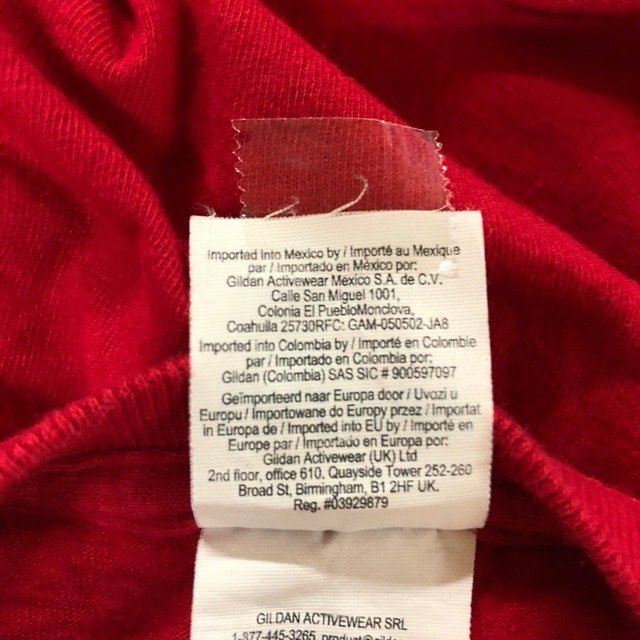 Imported into Mexico by / Importé au Mexique
par / Importado en México por:
Gildan Activewear Mexico S.A. de C.V.
Calle San Miguel 1001,
Colonia El PuebloMonclova,
Coahuila 25730RFC: GAM-050502-JA8
Imported into Colombia by / Importé en Colombie
par / Importado en Colombia por:
Gildan (Colombia) SAS SIC # 900597097
Geïmporteerd naar Europa door / Uvozi u
Europu / Importowane do Europy przez / Importat
in Europa de / Imported into EU by / Importé en
Europe par / Importado en Europa por:
Gildan Activewear (UK) Ltd
2nd floor, office 610, Quayside Tower 252-260
Broad St, Birmingham, B1 2HF UK.
Reg. #03929879
GILDAN ACTIVEWEAR SRL
1-877-445-3265